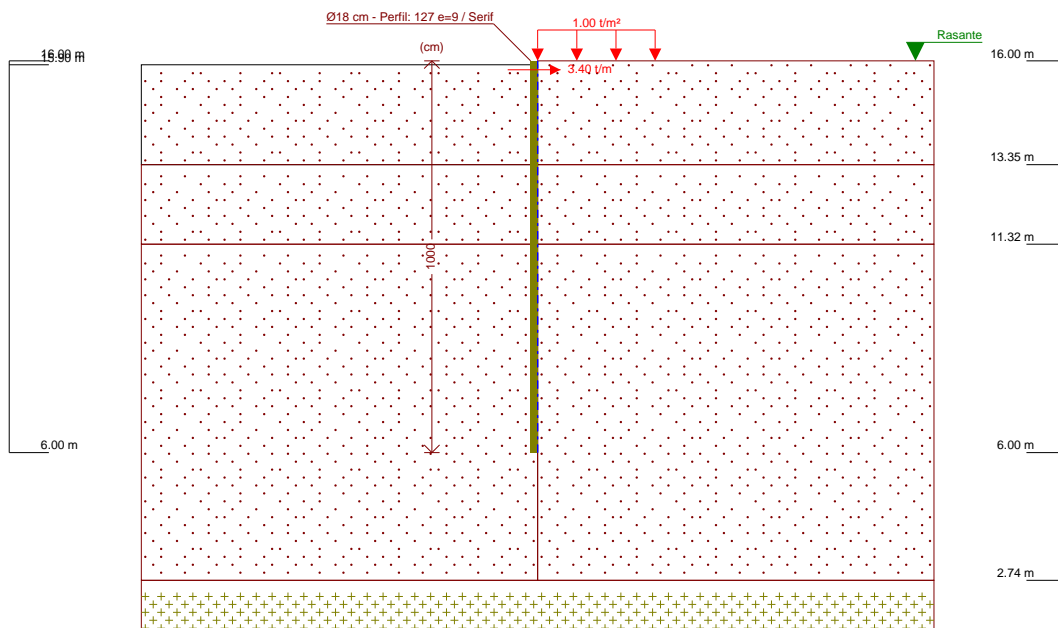 Ø18 cm - Perfil: 127 e=9 / Serif
1.00 t/m²
Rasante
(cm)
16.00 m
15.90 m
16.00 m
3.40 t/m
13.35 m
11.32 m
1000
6.00 m
6.00 m
2.74 m